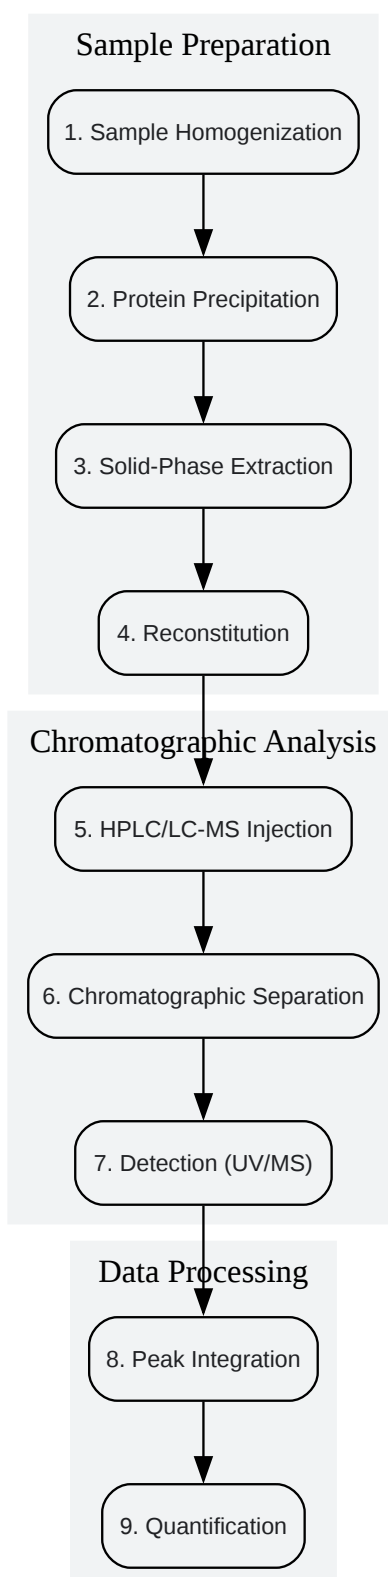 Sample Preparation
1. Sample Homogenization
2. Protein Precipitation
3. Solid-Phase Extraction
4. Reconstitution
Chromatographic Analysis
5. HPLC/LC-MS Injection
6. Chromatographic Separation
7. Detection (UV/MS)
Data Processing
8. Peak Integration
9. Quantification